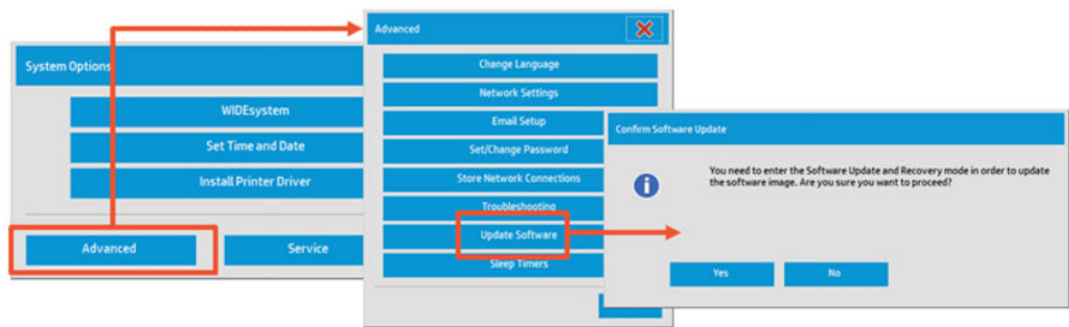 System Options
WIDEsystem
Set Time and Date
Install Printer Driver
Advanced
Service
Advanced
Change Language
Network Settings
Email Setup
Set/Change Password
Store Network Connections
Troubleshooting
Update Software
Sleep Timers
Confirm Software Update
You need to enter the Software Update and Recovery mode in order to update
the software image. Are you sure you want to proceed?
Yes
No